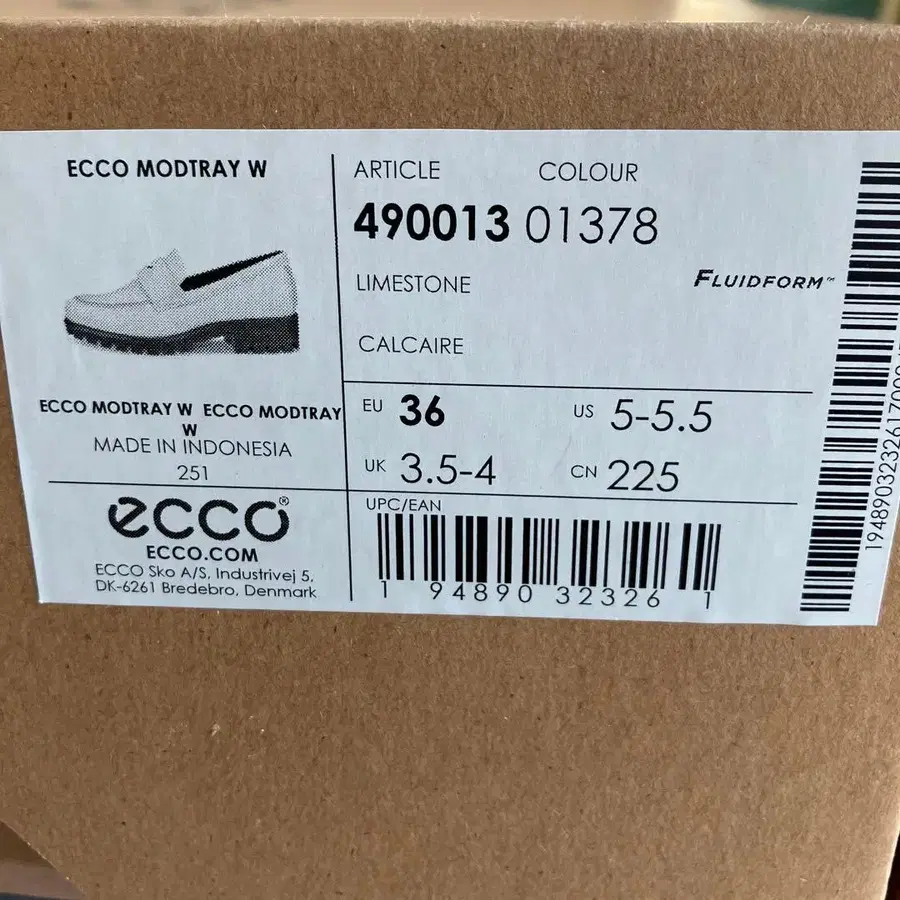 ECCO MODTRAY W
ECCO MODTRAY W ECCO MODTRAY
W
MADE IN INDONESIA
251
ecco®
ECCO.COM
ECCO Sko A/S, Industrivej 5,
DK-6261 Bredebro, Denmark
ARTICLE COLOUR
490013 01378
LIMESTONE
FLUIDFORM™
CALCAIRE
EU 36 US 5-5.5
UK 3.5-4 CN 225
UPC/EAN
1 94890 32326 1